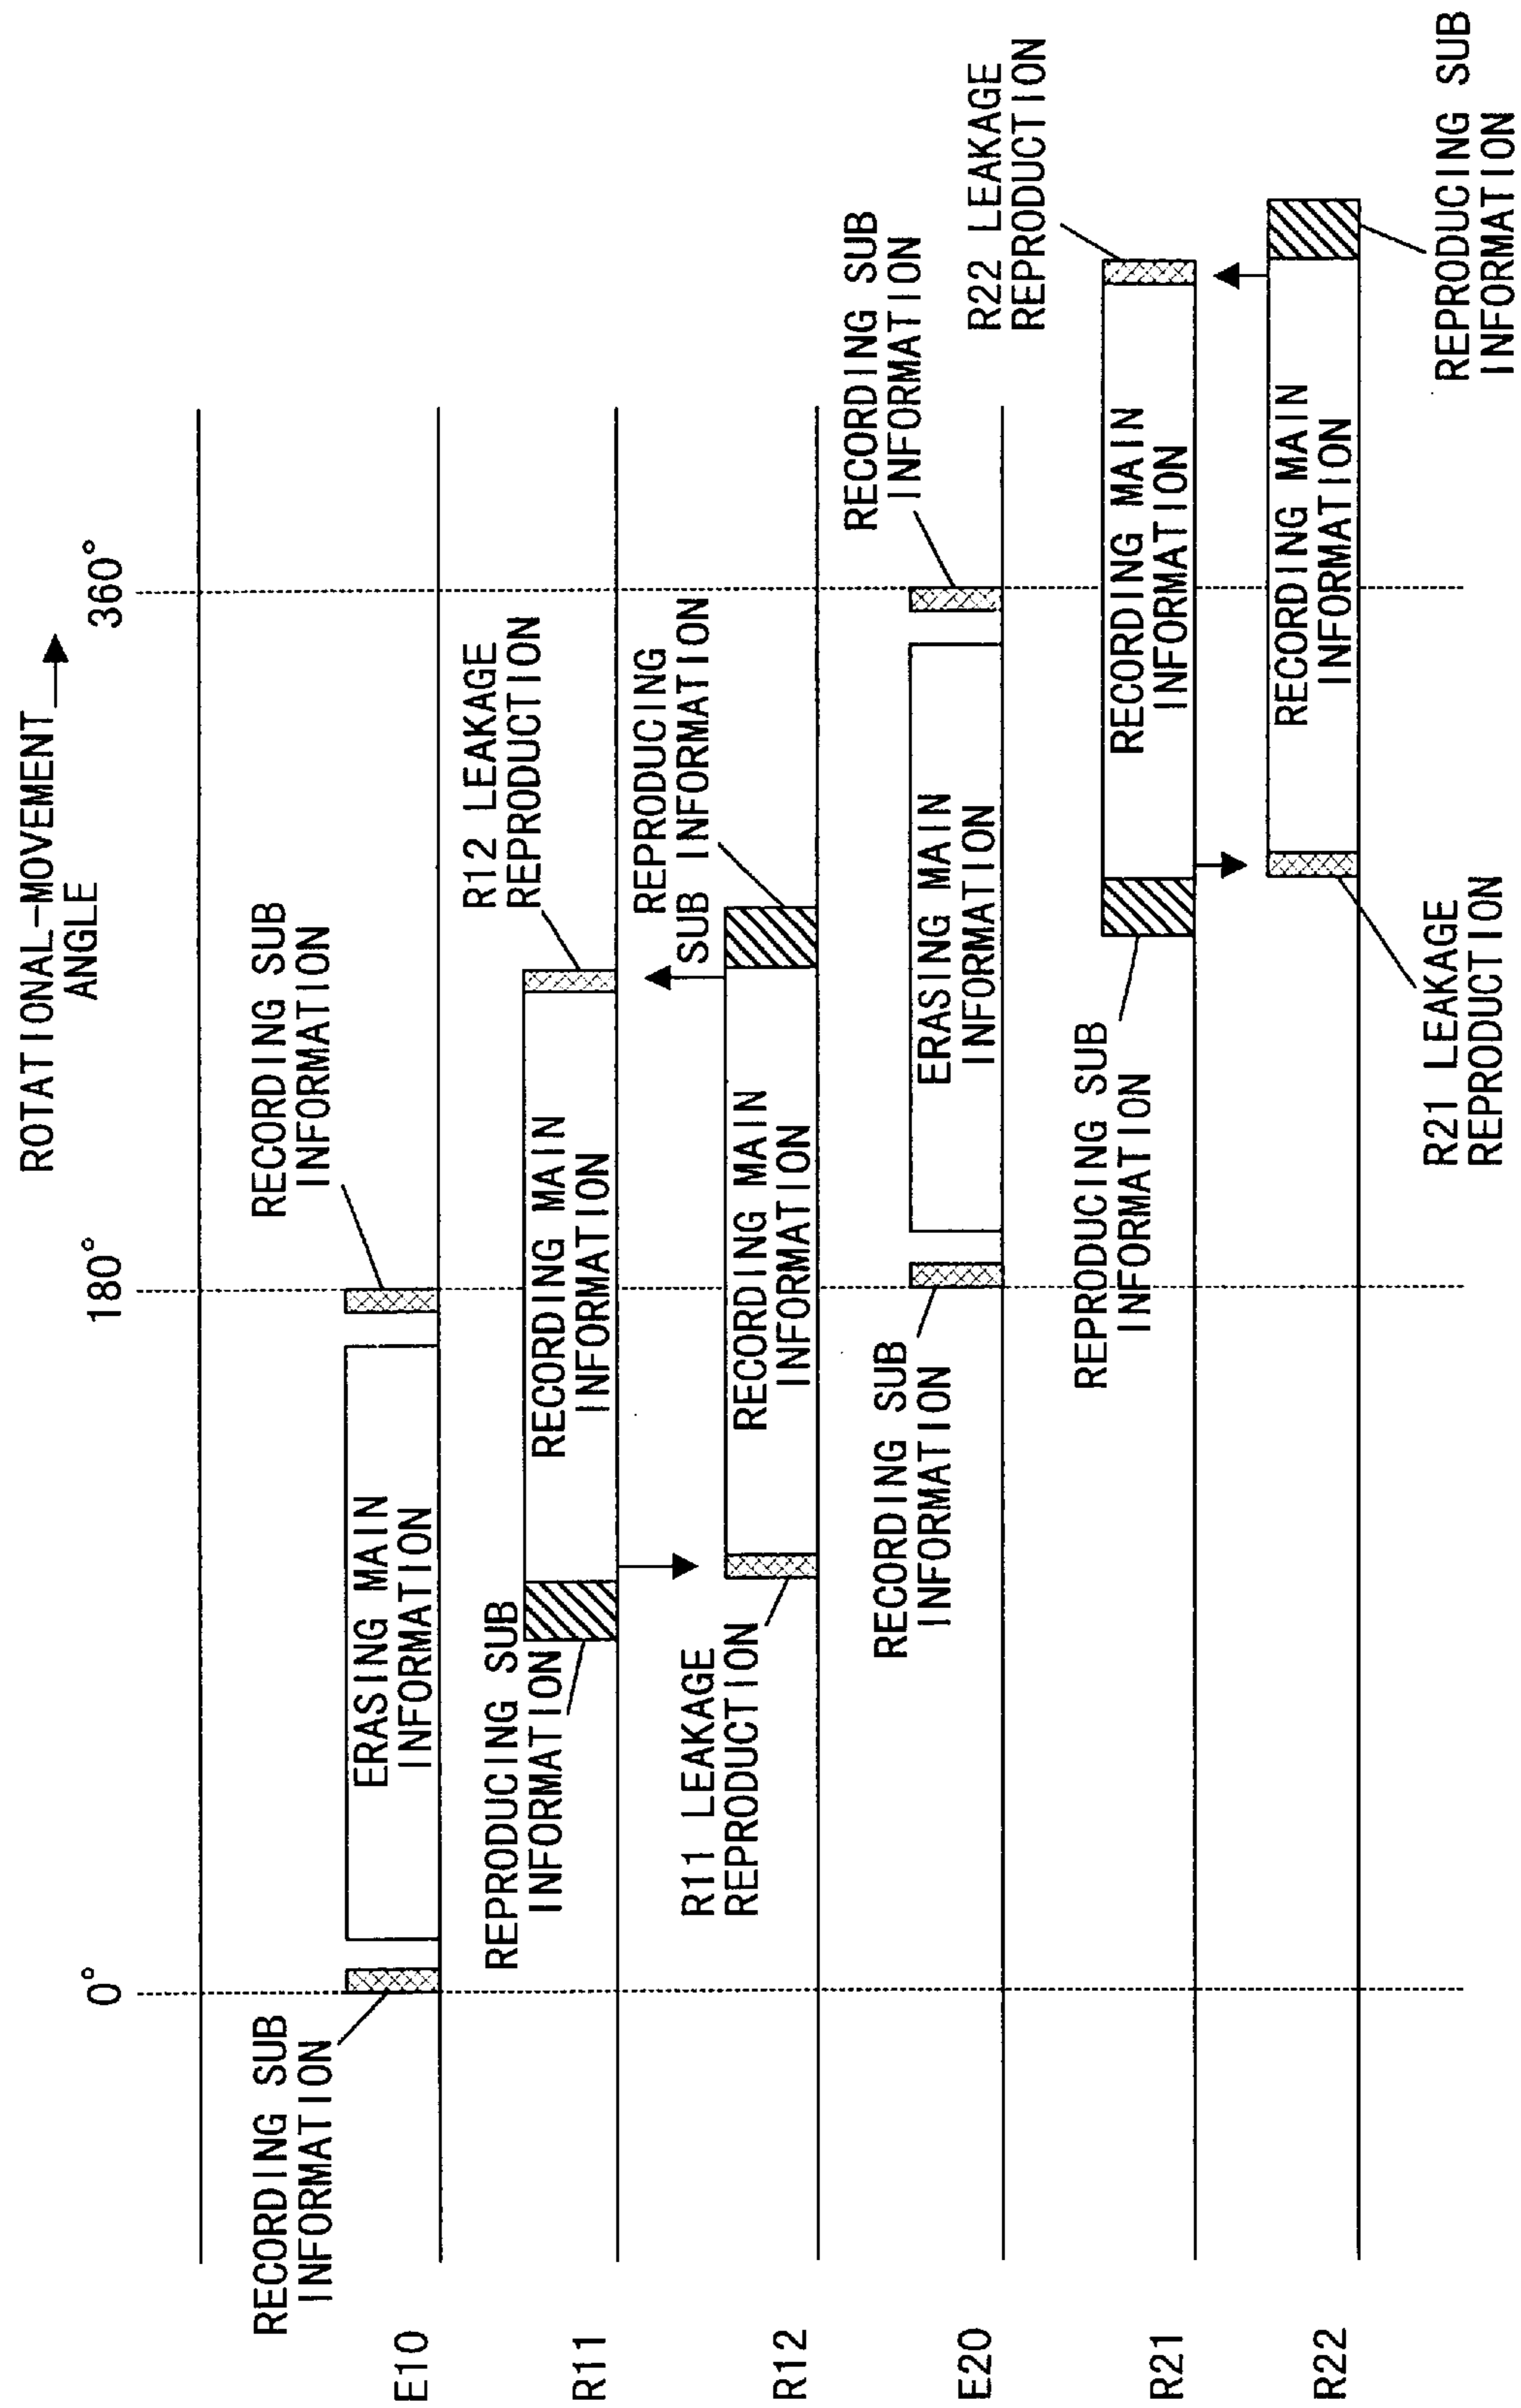 ROTATIONAL-MOVEMENT
ANGLE
0°
180°
360°
E10
RECORDING SUB
INFORMATION
ERASING MAIN
INFORMATION
RECORDING SUB
INFORMATION
R11
REPRODUCING SUB
INFORMATION
RECORDING MAIN
INFORMATION
R12 LEAKAGE
REPRODUCTION
R12
R11 LEAKAGE
REPRODUCTION
RECORDING MAIN
INFORMATION
REPRODUCING
SUB INFORMATION
E20
RECORDING SUB
INFORMATION
ERASING MAIN
INFORMATION
RECORDING SUB
INFORMATION
R21
REPRODUCING SUB
INFORMATION
RECORDING MAIN
INFORMATION
R22 LEAKAGE
REPRODUCTION
R22
R21 LEAKAGE
REPRODUCTION
RECORDING MAIN
INFORMATION
REPRODUCING SUB
INFORMATION